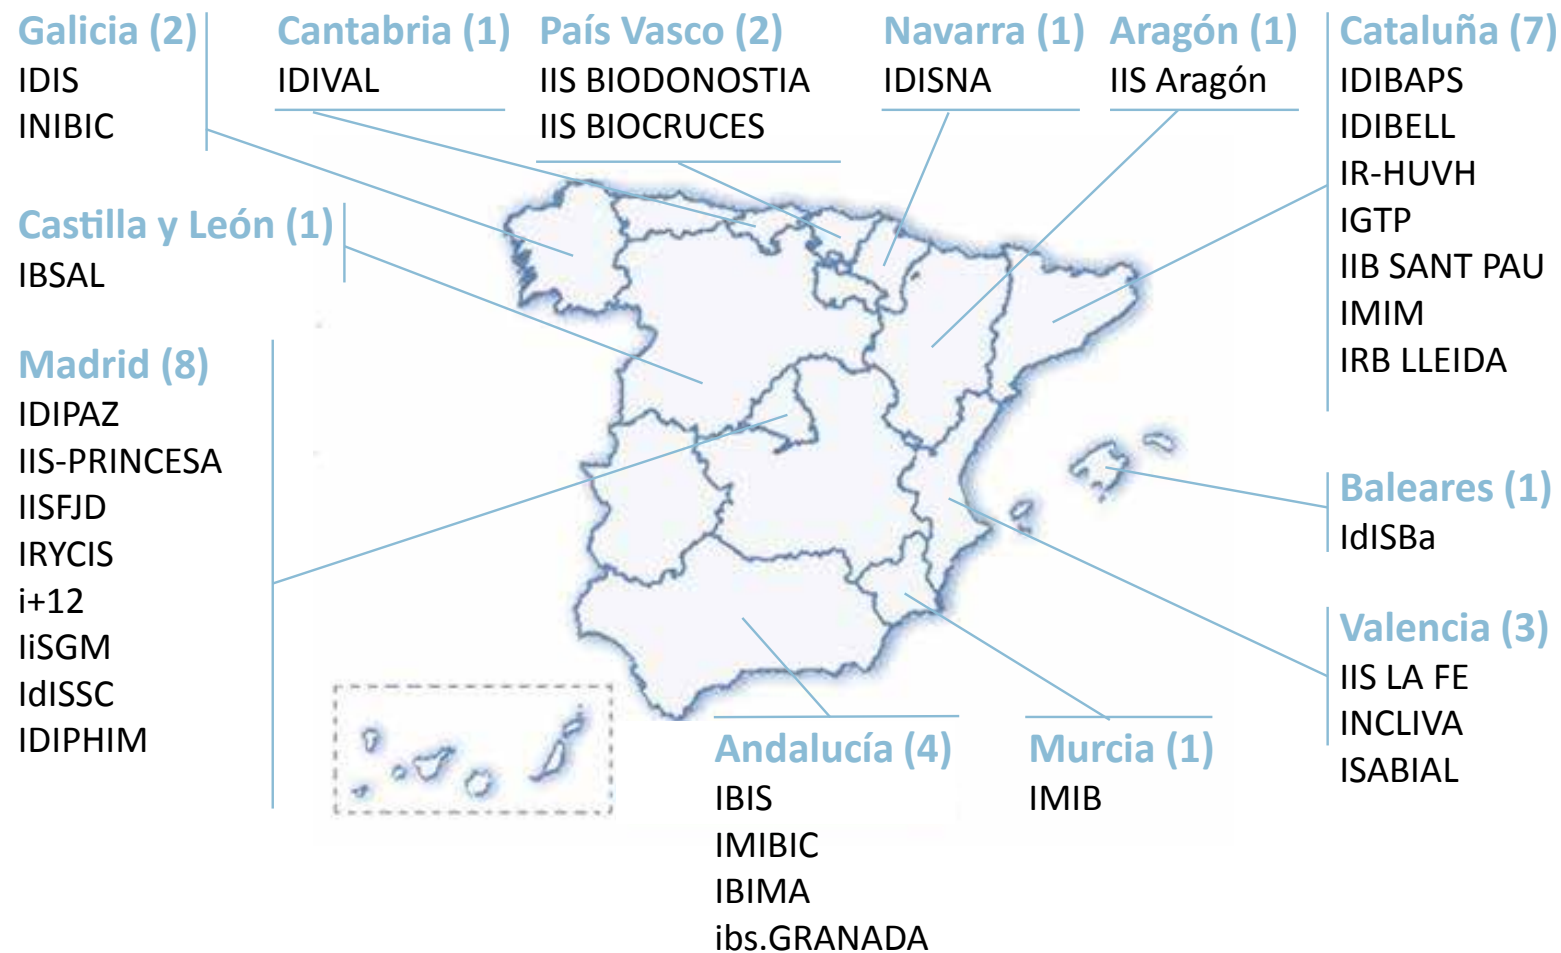 Galicia (2)
IDIS
INIBIC
Cantabria (1)
IDIVAL
País Vasco (2)
IIS BIODONOSTIA
IIS BIOCRUCES
Navarra (1)
IDISNA
Aragón (1)
IIS Aragón
Cataluña (7)
IDIBAPS
IDIBELL
IR-HUVH
IGTP
IIB SANT PAU
IMIM
IRB LLEIDA
Castilla y León (1)
IBSAL
Madrid (8)
IDIPAZ
IIS-PRINCESA
IISFJD
IRYCIS
i+12
IiSGM
IdISSC
IDIPHIM
Baleares (1)
IdISBa
Valencia (3)
IIS LA FE
INCLIVA
ISABIAL
Andalucía (4)
IBIS
IMIBIC
IBIMA
ibs.GRANADA
Murcia (1)
IMIB